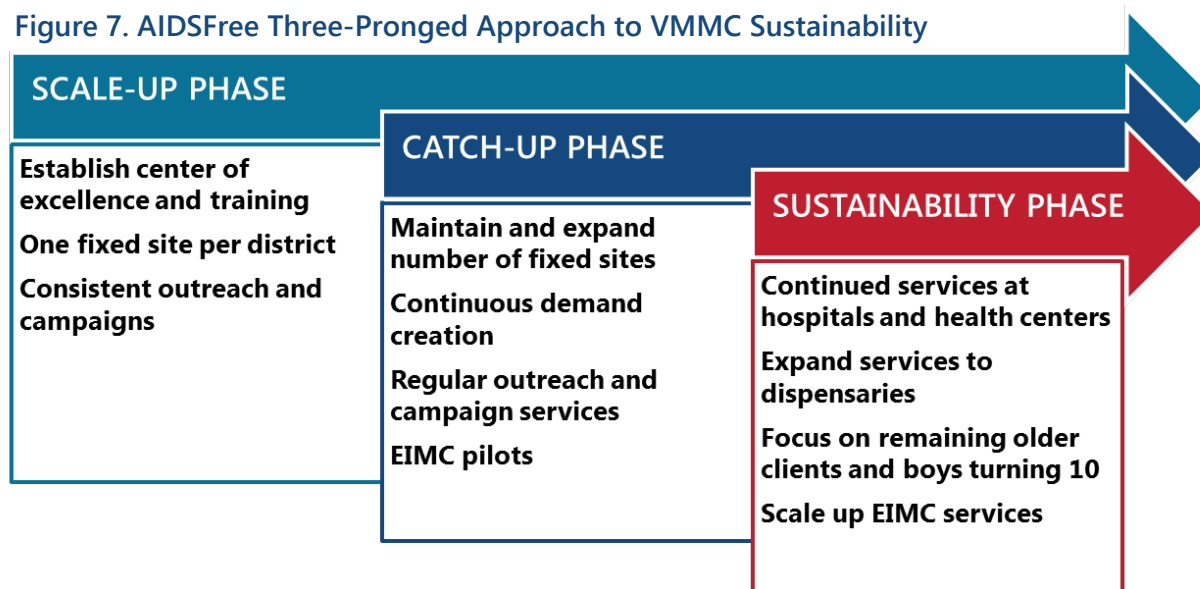 Figure 7. AIDSFree Three-Pronged Approach to VMMC Sustainability
SCALE-UP PHASE
Establish center of
excellence and training
One fixed site per district
Consistent outreach and
campaigns
CATCH-UP PHASE
Maintain and expand
number of fixed sites
Continuous demand
creation
Regular outreach and
campaign services
EIMC pilots
SUSTAINABILITY PHASE
Continued services at
hospitals and health centers
Expand services to
dispensaries
Focus on remaining older
clients and boys turning 10
Scale up EIMC services